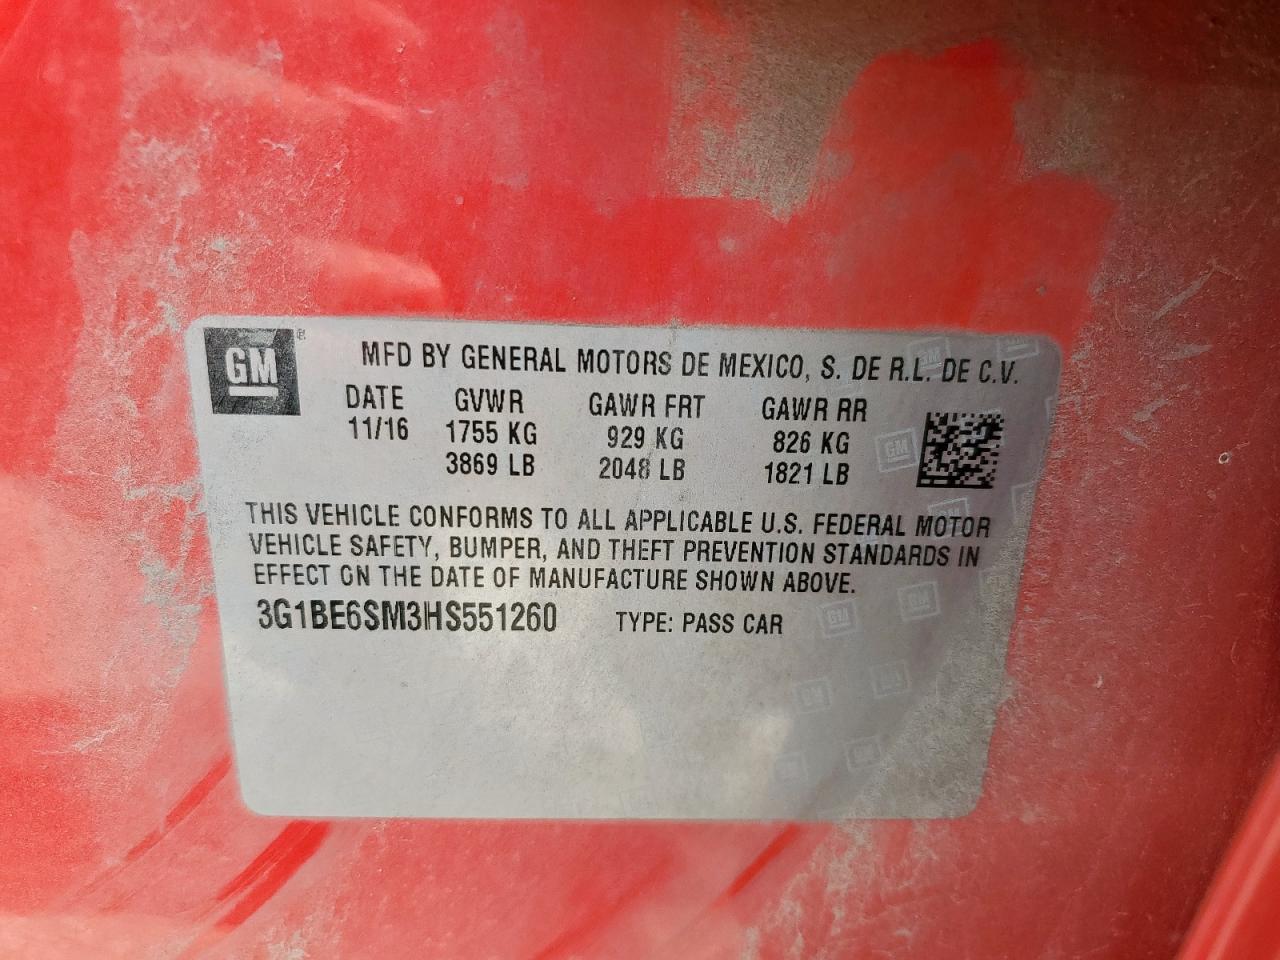 GM ®
MFD BY GENERAL MOTORS DE MEXICO, S. DE R.L. DE C.V.
DATE GVWR GAWR FRT GAWR RR
11/16 1755 KG 929 KG 826 KG
3869 LB 2048 LB 1821 LB
THIS VEHICLE CONFORMS TO ALL APPLICABLE U.S. FEDERAL MOTOR
VEHICLE SAFETY, BUMPER, AND THEFT PREVENTION STANDARDS IN
EFFECT ON THE DATE OF MANUFACTURE SHOWN ABOVE.
3G1BE6SM3HS551260 TYPE: PASS CAR